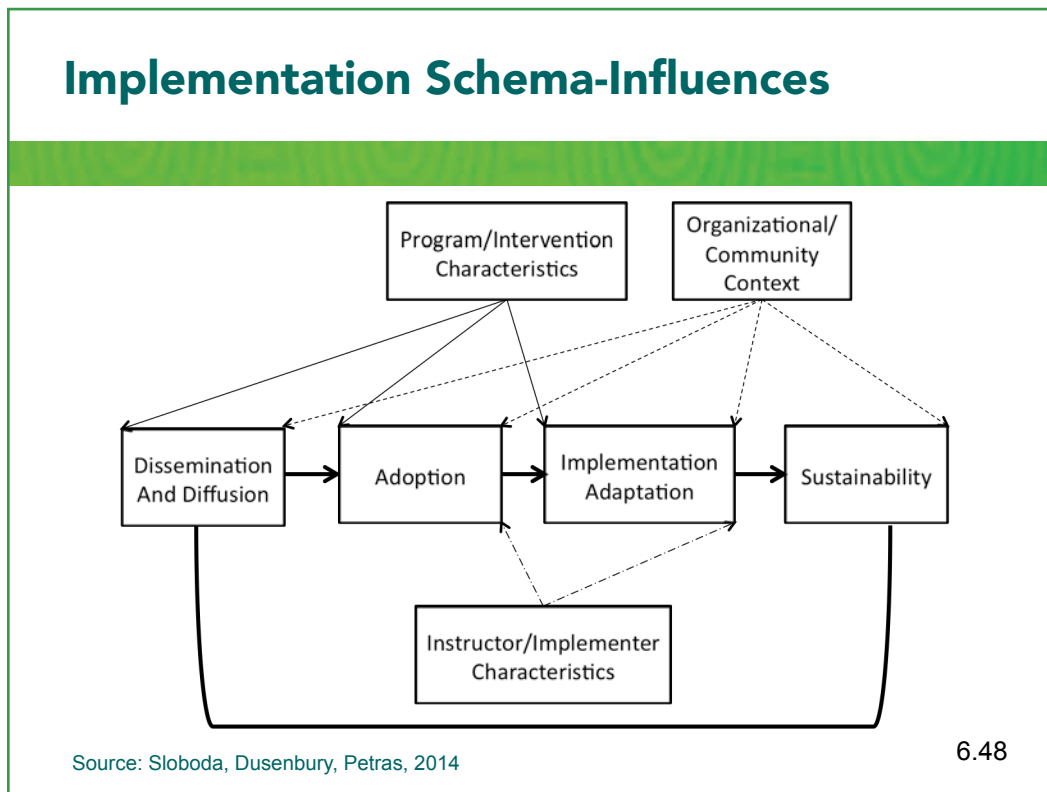 Implementation Schema-Influences
Program/Intervention
Characteristics
Organizational/
Community
Context
Dissemination
And Diffusion
Adoption
Implementation
Adaptation
Sustainability
Instructor/Implementer
Characteristics
Source: Sloboda, Dusenbury, Petras, 2014
6.48